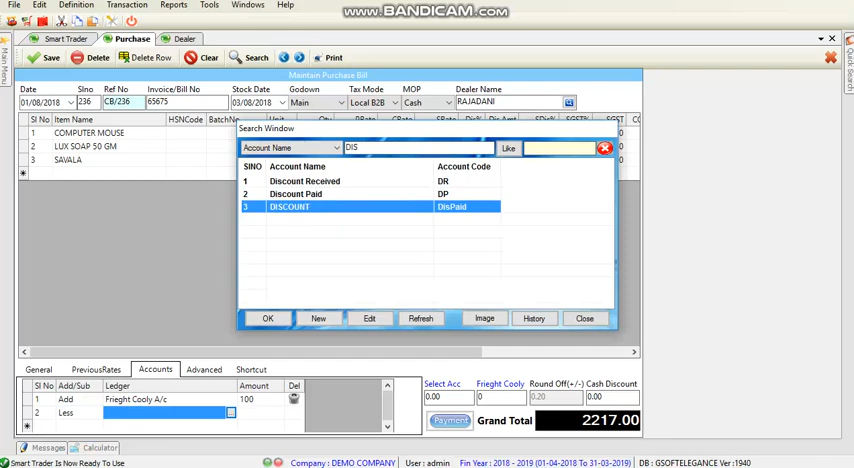 File Edit Definition Transaction Reports Tools Windows Help
www.BANDICAM.com
Smart Trader Purchase Dealer
Save Delete Delete Row Clear Search Print
Main Menu
Quick Search
Maintain Purchase Bill
Date Slno Ref No Invoice/Bill No Stock Date Godown Tax Mode MOP Dealer Name
01/08/2018 236 CB/236 65675 03/08/2018 Main Local B2B Cash RAJADANI
Sl No Item Name HSNCode BatchNo
1 COMPUTER MOUSE
2 LUX SOAP 50 GM
3 SAVALA
Search Window
Account Name DIS Like
SlNO Account Name Account Code
1 Discount Received DR
2 Discount Paid DP
3 DISCOUNT DisPaid
OK New Edit Refresh Image History Close
General PreviousRates Accounts Advanced Shortcut
Sl No Add/Sub Ledger Amount Del
1 Add Frieght Cooly A/c 100
2 Less
Select Acc Frieght Cooly Round Off(+/-) Cash Discount
0.00 0 0.20 0.00
Payment Grand Total 2217.00
Messages Calculator
Smart Trader Is Now Ready To Use Company : DEMO COMPANY User : admin Fin Year : 2018 - 2019 (01-04-2018 To 31-03-2019) DB : GSOFTELEGANCE Ver:1940